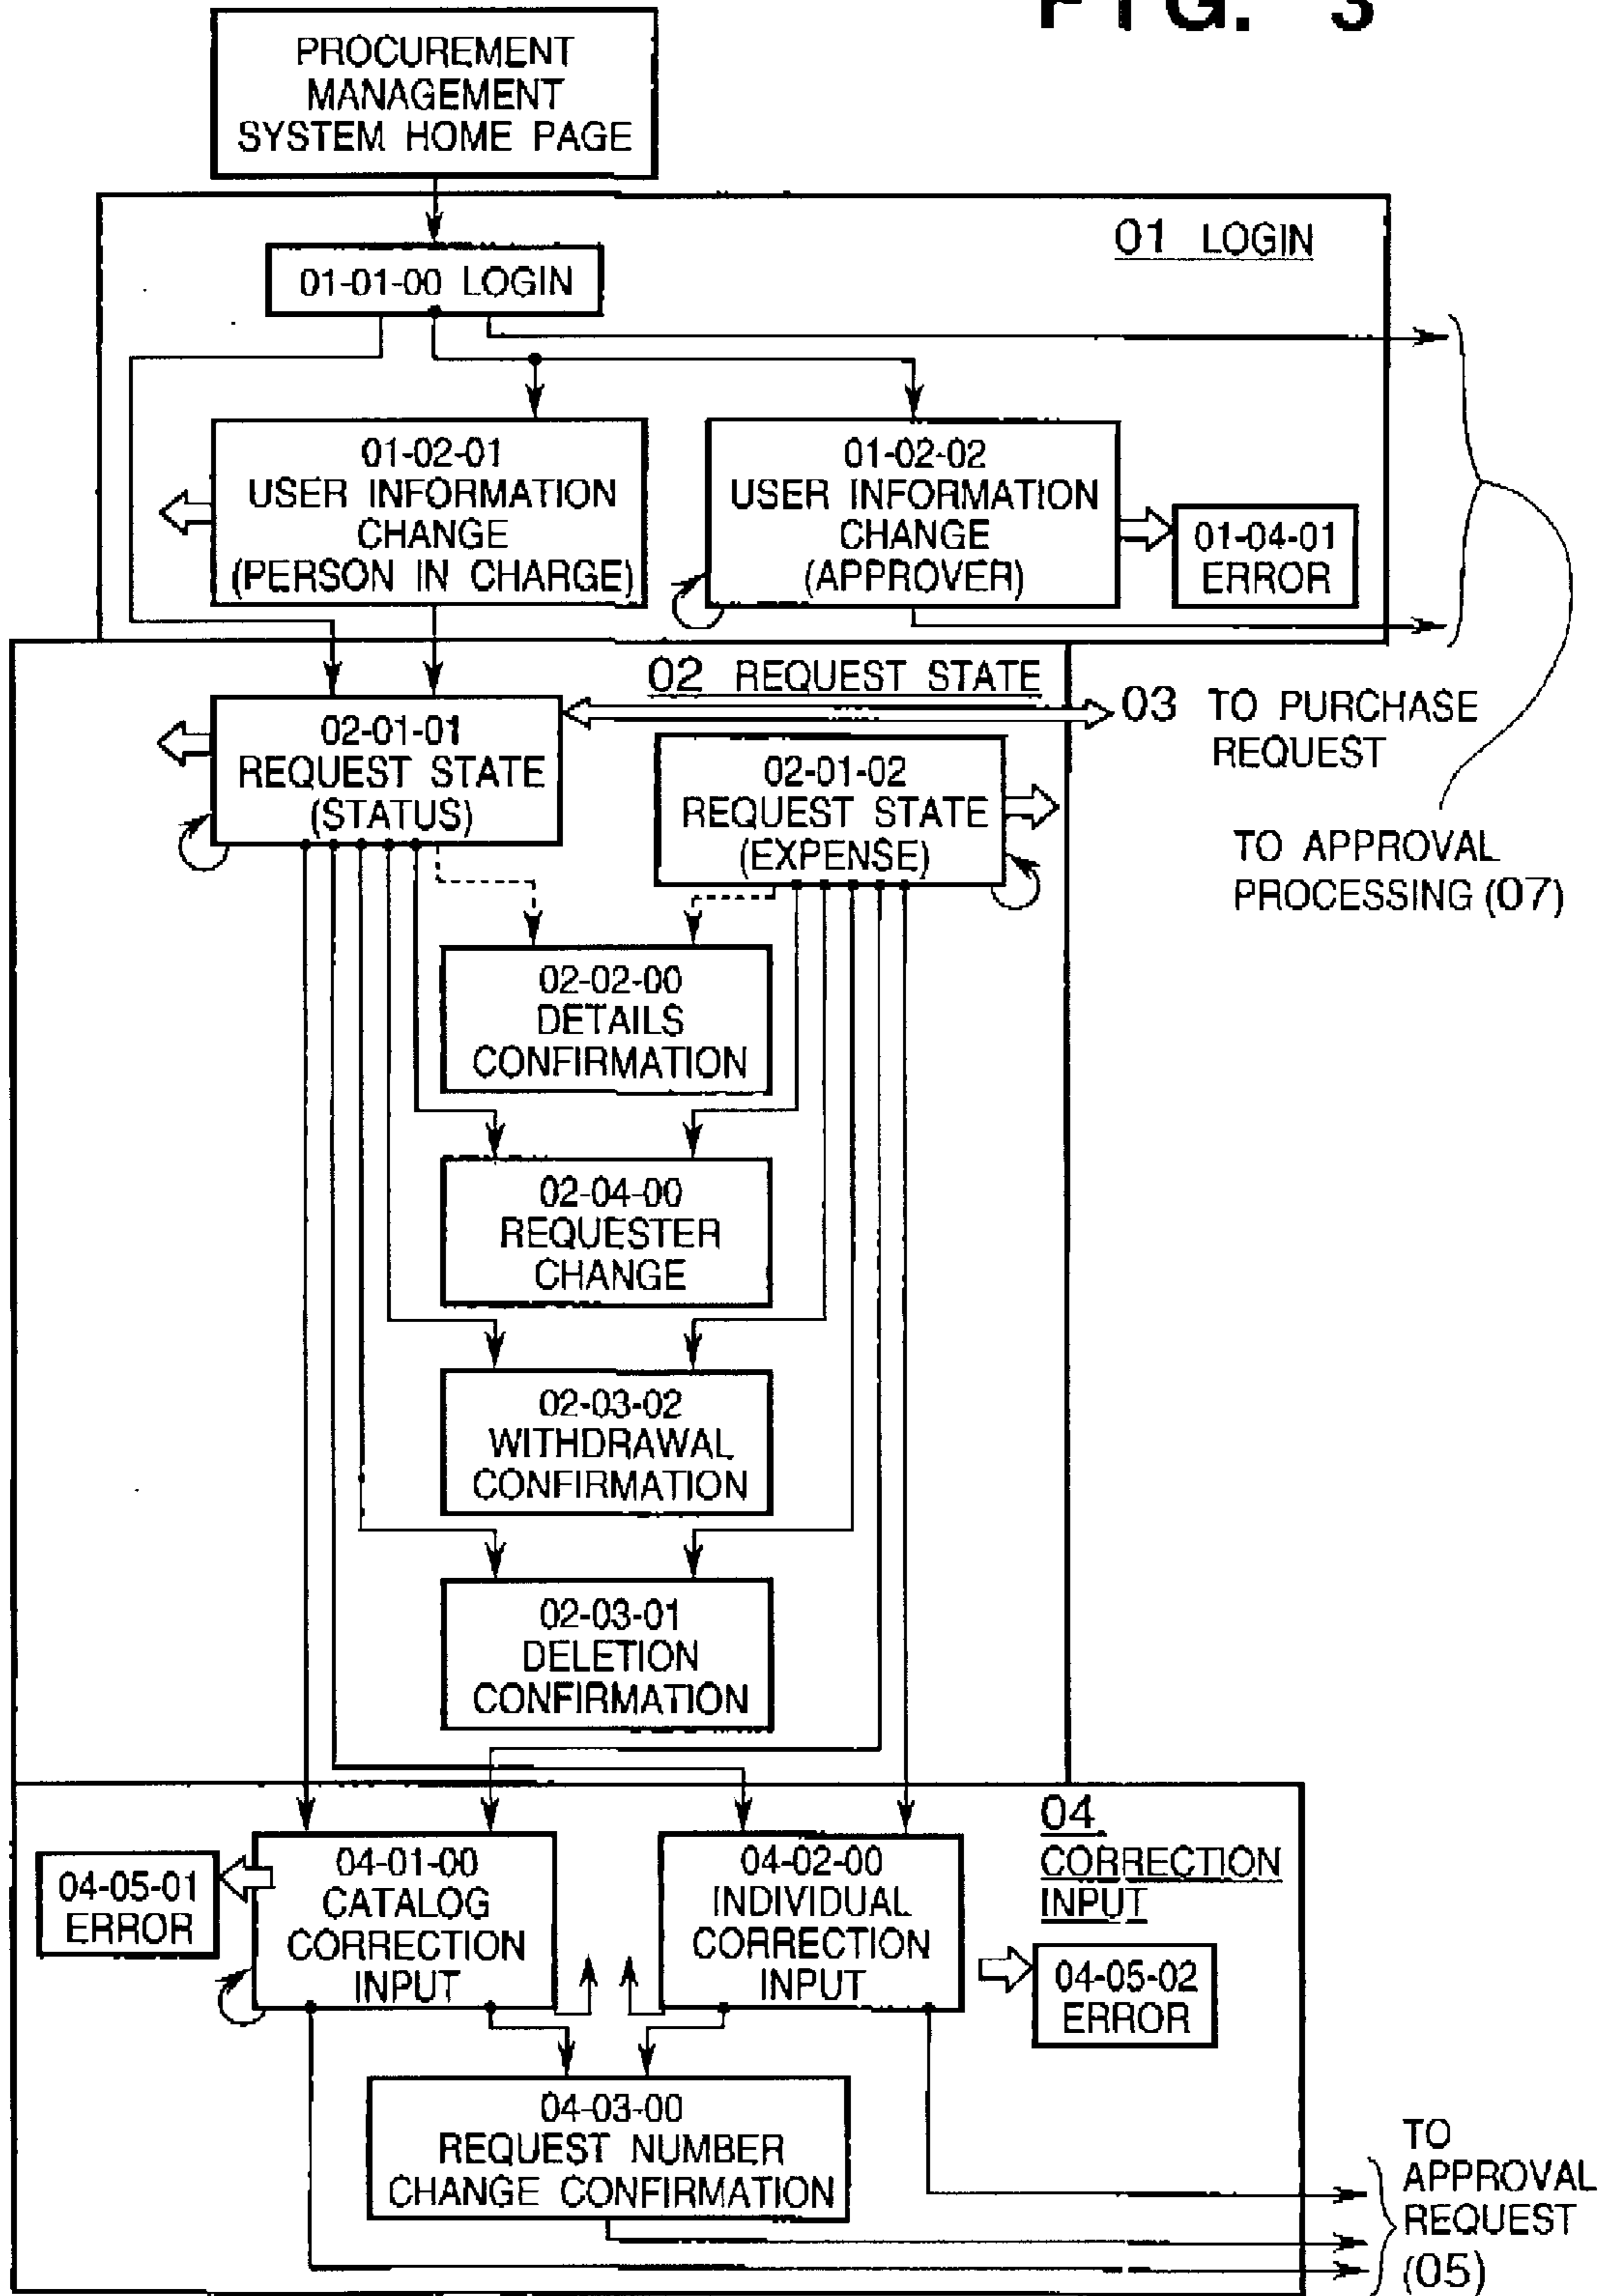 FIG. 3
PROCUREMENT
MANAGEMENT
SYSTEM HOME PAGE
01 LOGIN
01-01-00 LOGIN
01-02-01
USER INFORMATION
CHANGE
(PERSON IN CHARGE)
01-02-02
USER INFORMATION
CHANGE
(APPROVER)
01-04-01
ERROR
02 REQUEST STATE
03 TO PURCHASE
REQUEST
02-01-01
REQUEST STATE
(STATUS)
02-01-02
REQUEST STATE
(EXPENSE)
TO APPROVAL
PROCESSING (07)
02-02-00
DETAILS
CONFIRMATION
02-04-00
REQUESTER
CHANGE
02-03-02
WITHDRAWAL
CONFIRMATION
02-03-01
DELETION
CONFIRMATION
04
CORRECTION
INPUT
04-05-01
ERROR
04-01-00
CATALOG
CORRECTION
INPUT
04-02-00
INDIVIDUAL
CORRECTION
INPUT
04-05-02
ERROR
04-03-00
REQUEST NUMBER
CHANGE CONFIRMATION
TO
APPROVAL
REQUEST
(05)